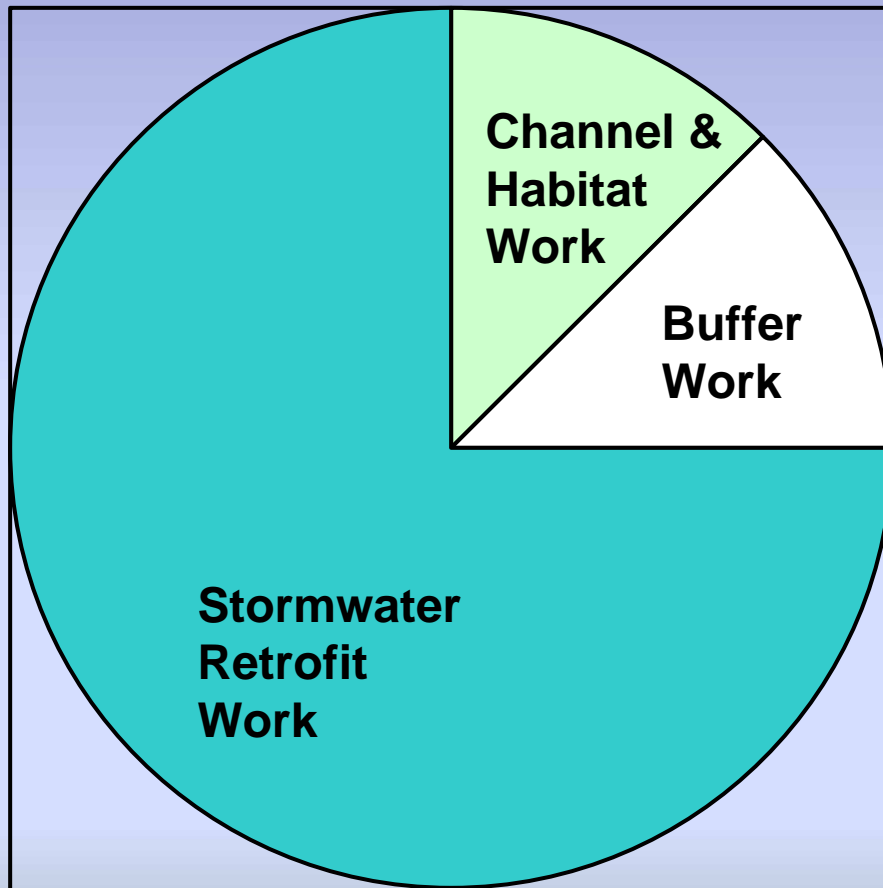 Channel &
Habitat
Work
Buffer
Work
Stormwater
Retrofit
Work